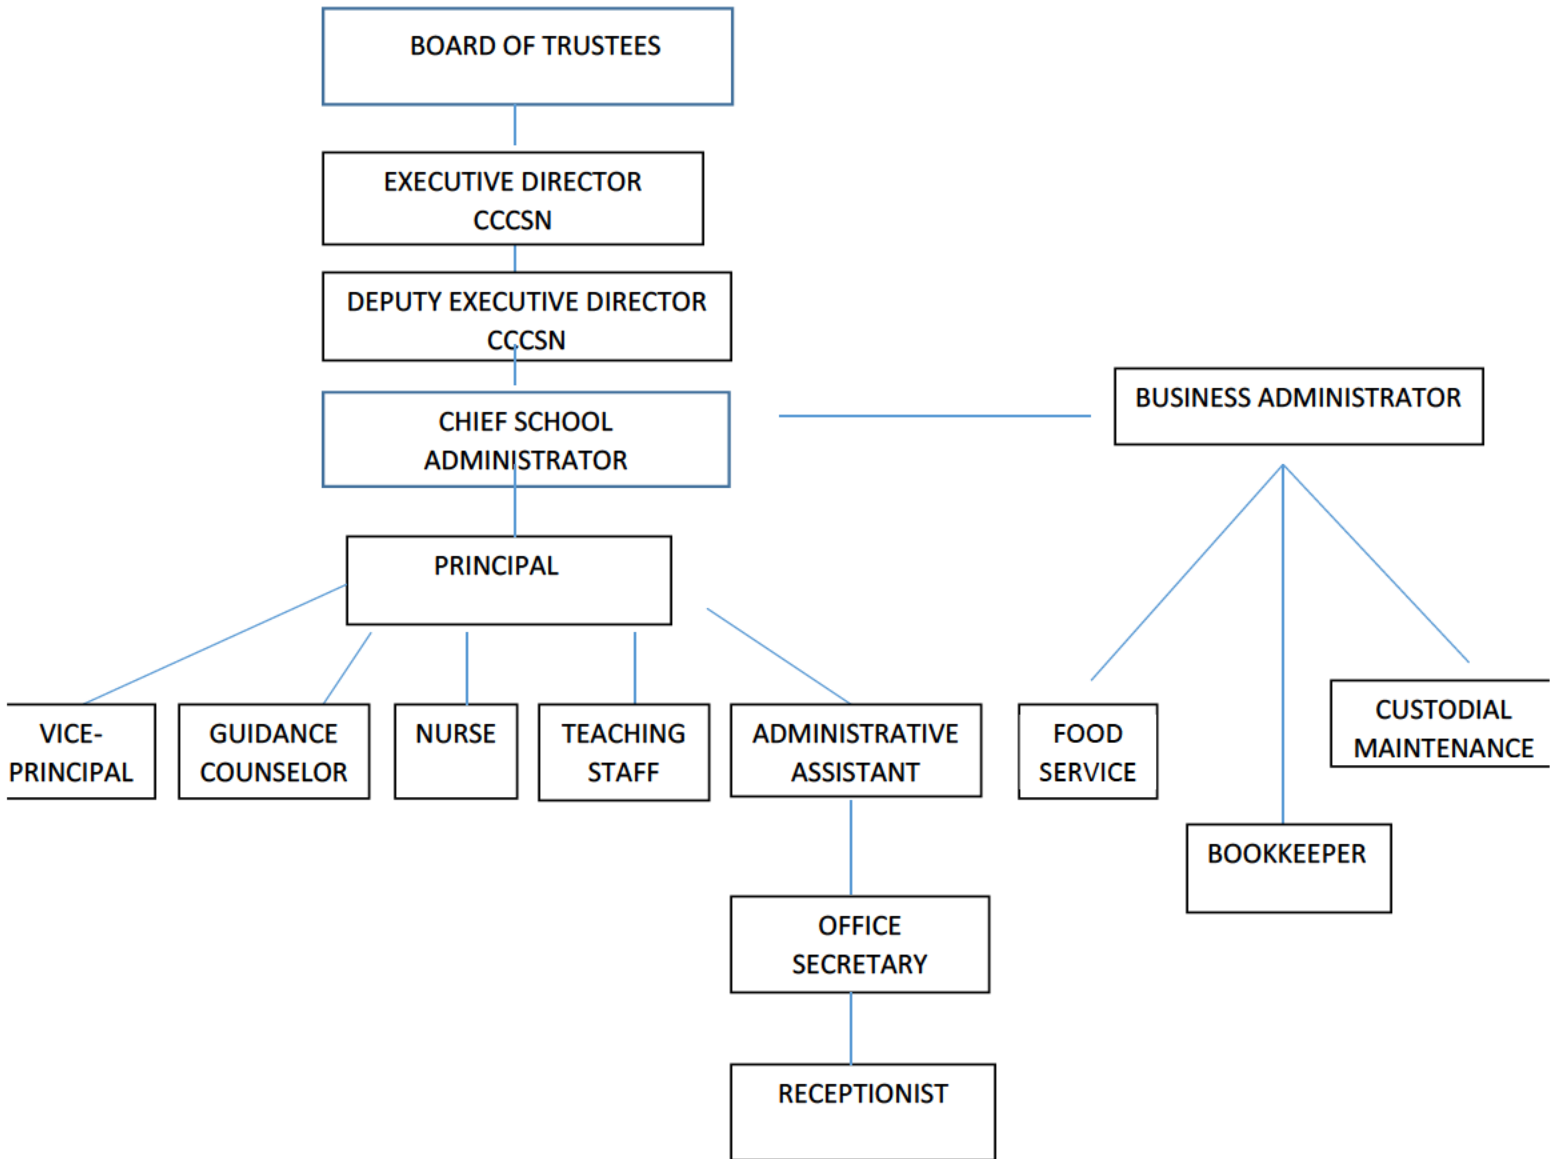 BOARD OF TRUSTEES
EXECUTIVE DIRECTOR
CCCSN
DEPUTY EXECUTIVE DIRECTOR
CCCSN
CHIEF SCHOOL
ADMINISTRATOR
BUSINESS ADMINISTRATOR
PRINCIPAL
VICE-
PRINCIPAL
GUIDANCE
COUNSELOR
NURSE
TEACHING
STAFF
ADMINISTRATIVE
ASSISTANT
FOOD
SERVICE
CUSTODIAL
MAINTENANCE
BOOKKEEPER
OFFICE
SECRETARY
RECEPTIONIST